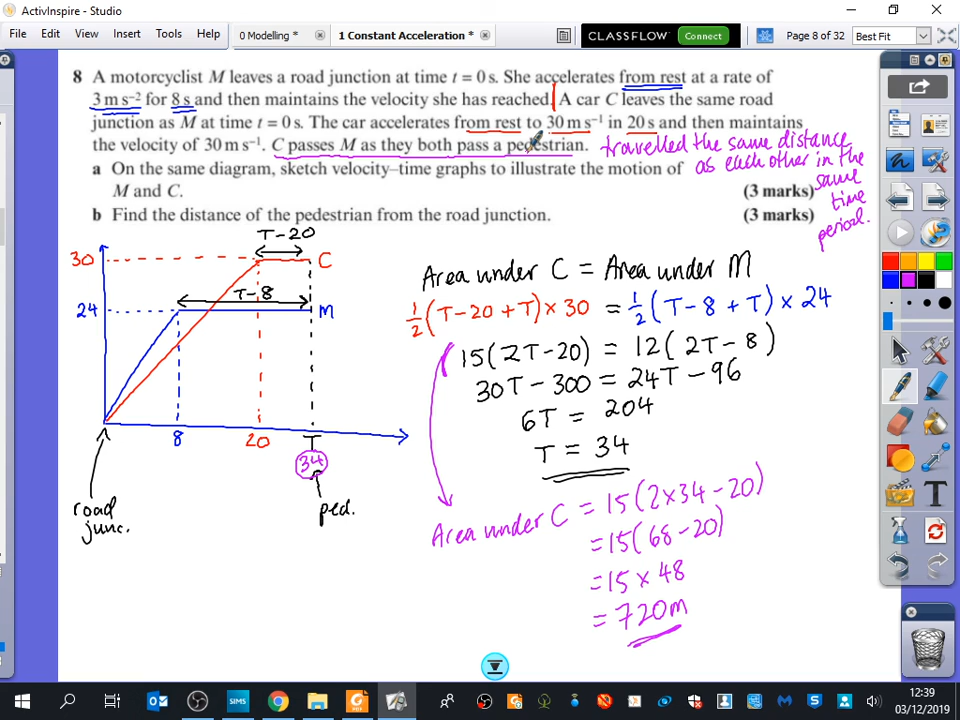 ActivInspire - Studio
File Edit View Insert Tools Help
0 Modelling *
1 Constant Acceleration *
CLASSFLOW
Connect
Page 8 of 32
Best Fit
8 A motorcyclist M leaves a road junction at time t = 0 s. She accelerates from rest at a rate of
3 m s⁻² for 8 s and then maintains the velocity she has reached. A car C leaves the same road
junction as M at time t = 0 s. The car accelerates from rest to 30 m s⁻¹ in 20 s and then maintains
the velocity of 30 m s⁻¹. C passes M as they both pass a pedestrian.
travelled the same distance
as each other in the
same
time
period.
a On the same diagram, sketch velocity–time graphs to illustrate the motion of
M and C.
(3 marks)
b Find the distance of the pedestrian from the road junction.
(3 marks)
T-20
30
C
T-8
24
M
8
20
T
34
road
junc.
ped.
Area under C = Area under M
½(T-20+T)×30 = ½(T-8+T)×24
15(2T-20) = 12(2T-8)
30T-300 = 24T-96
6T = 204
T = 34
Area under C = 15(2×34-20)
=15(68-20)
=15×48
=720m
SIMS
12:39
03/12/2019